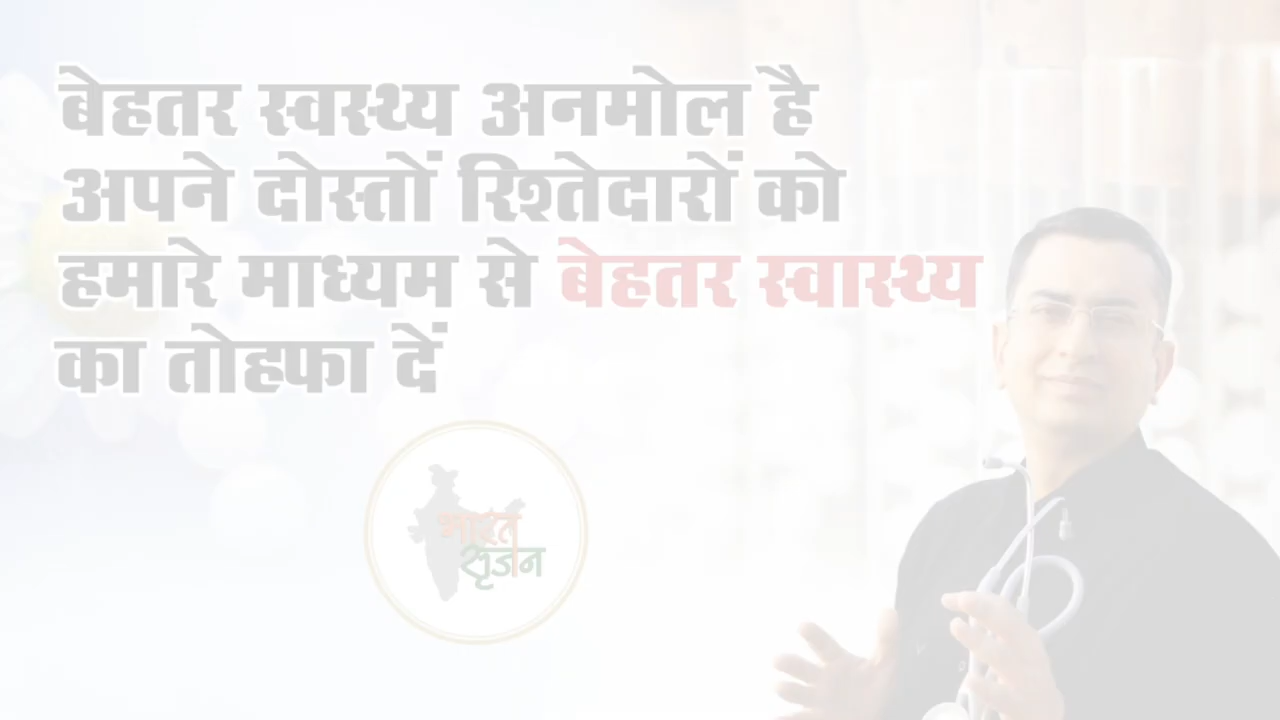 बेहतर स्वस्थ्य अनमोल है
अपने दोस्तों रिश्तेदारों को
हमारे माध्यम से बेहतर स्वास्थ्य
का तोहफा दें
भारत
सृजन